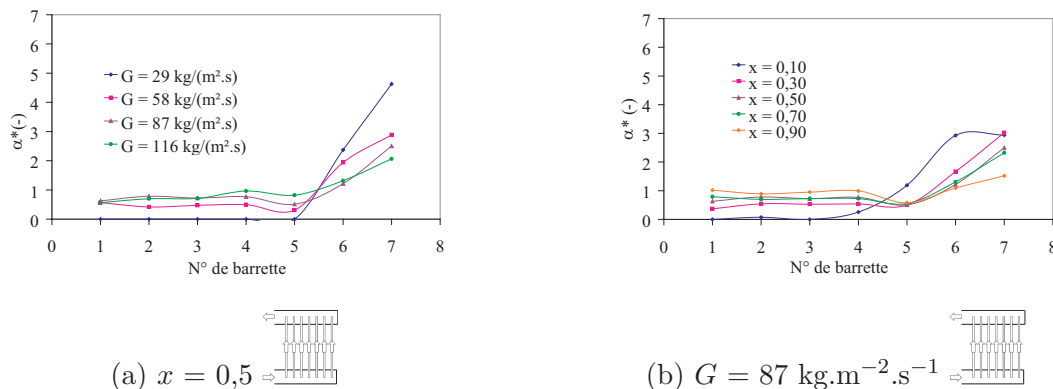 7
6
5
4
3
2
1
0
α*(-)
G = 29 kg/(m².s)
G = 58 kg/(m².s)
G = 87 kg/(m².s)
G = 116 kg/(m².s)
0 1 2 3 4 5 6 7 8
N° de barrette
(a) x = 0,5
7
6
5
4
3
2
1
0
α*(-)
x = 0,10
x = 0,30
x = 0,50
x = 0,70
x = 0,90
0 1 2 3 4 5 6 7 8
N° de barrette
(b) G = 87 kg.m⁻².s⁻¹